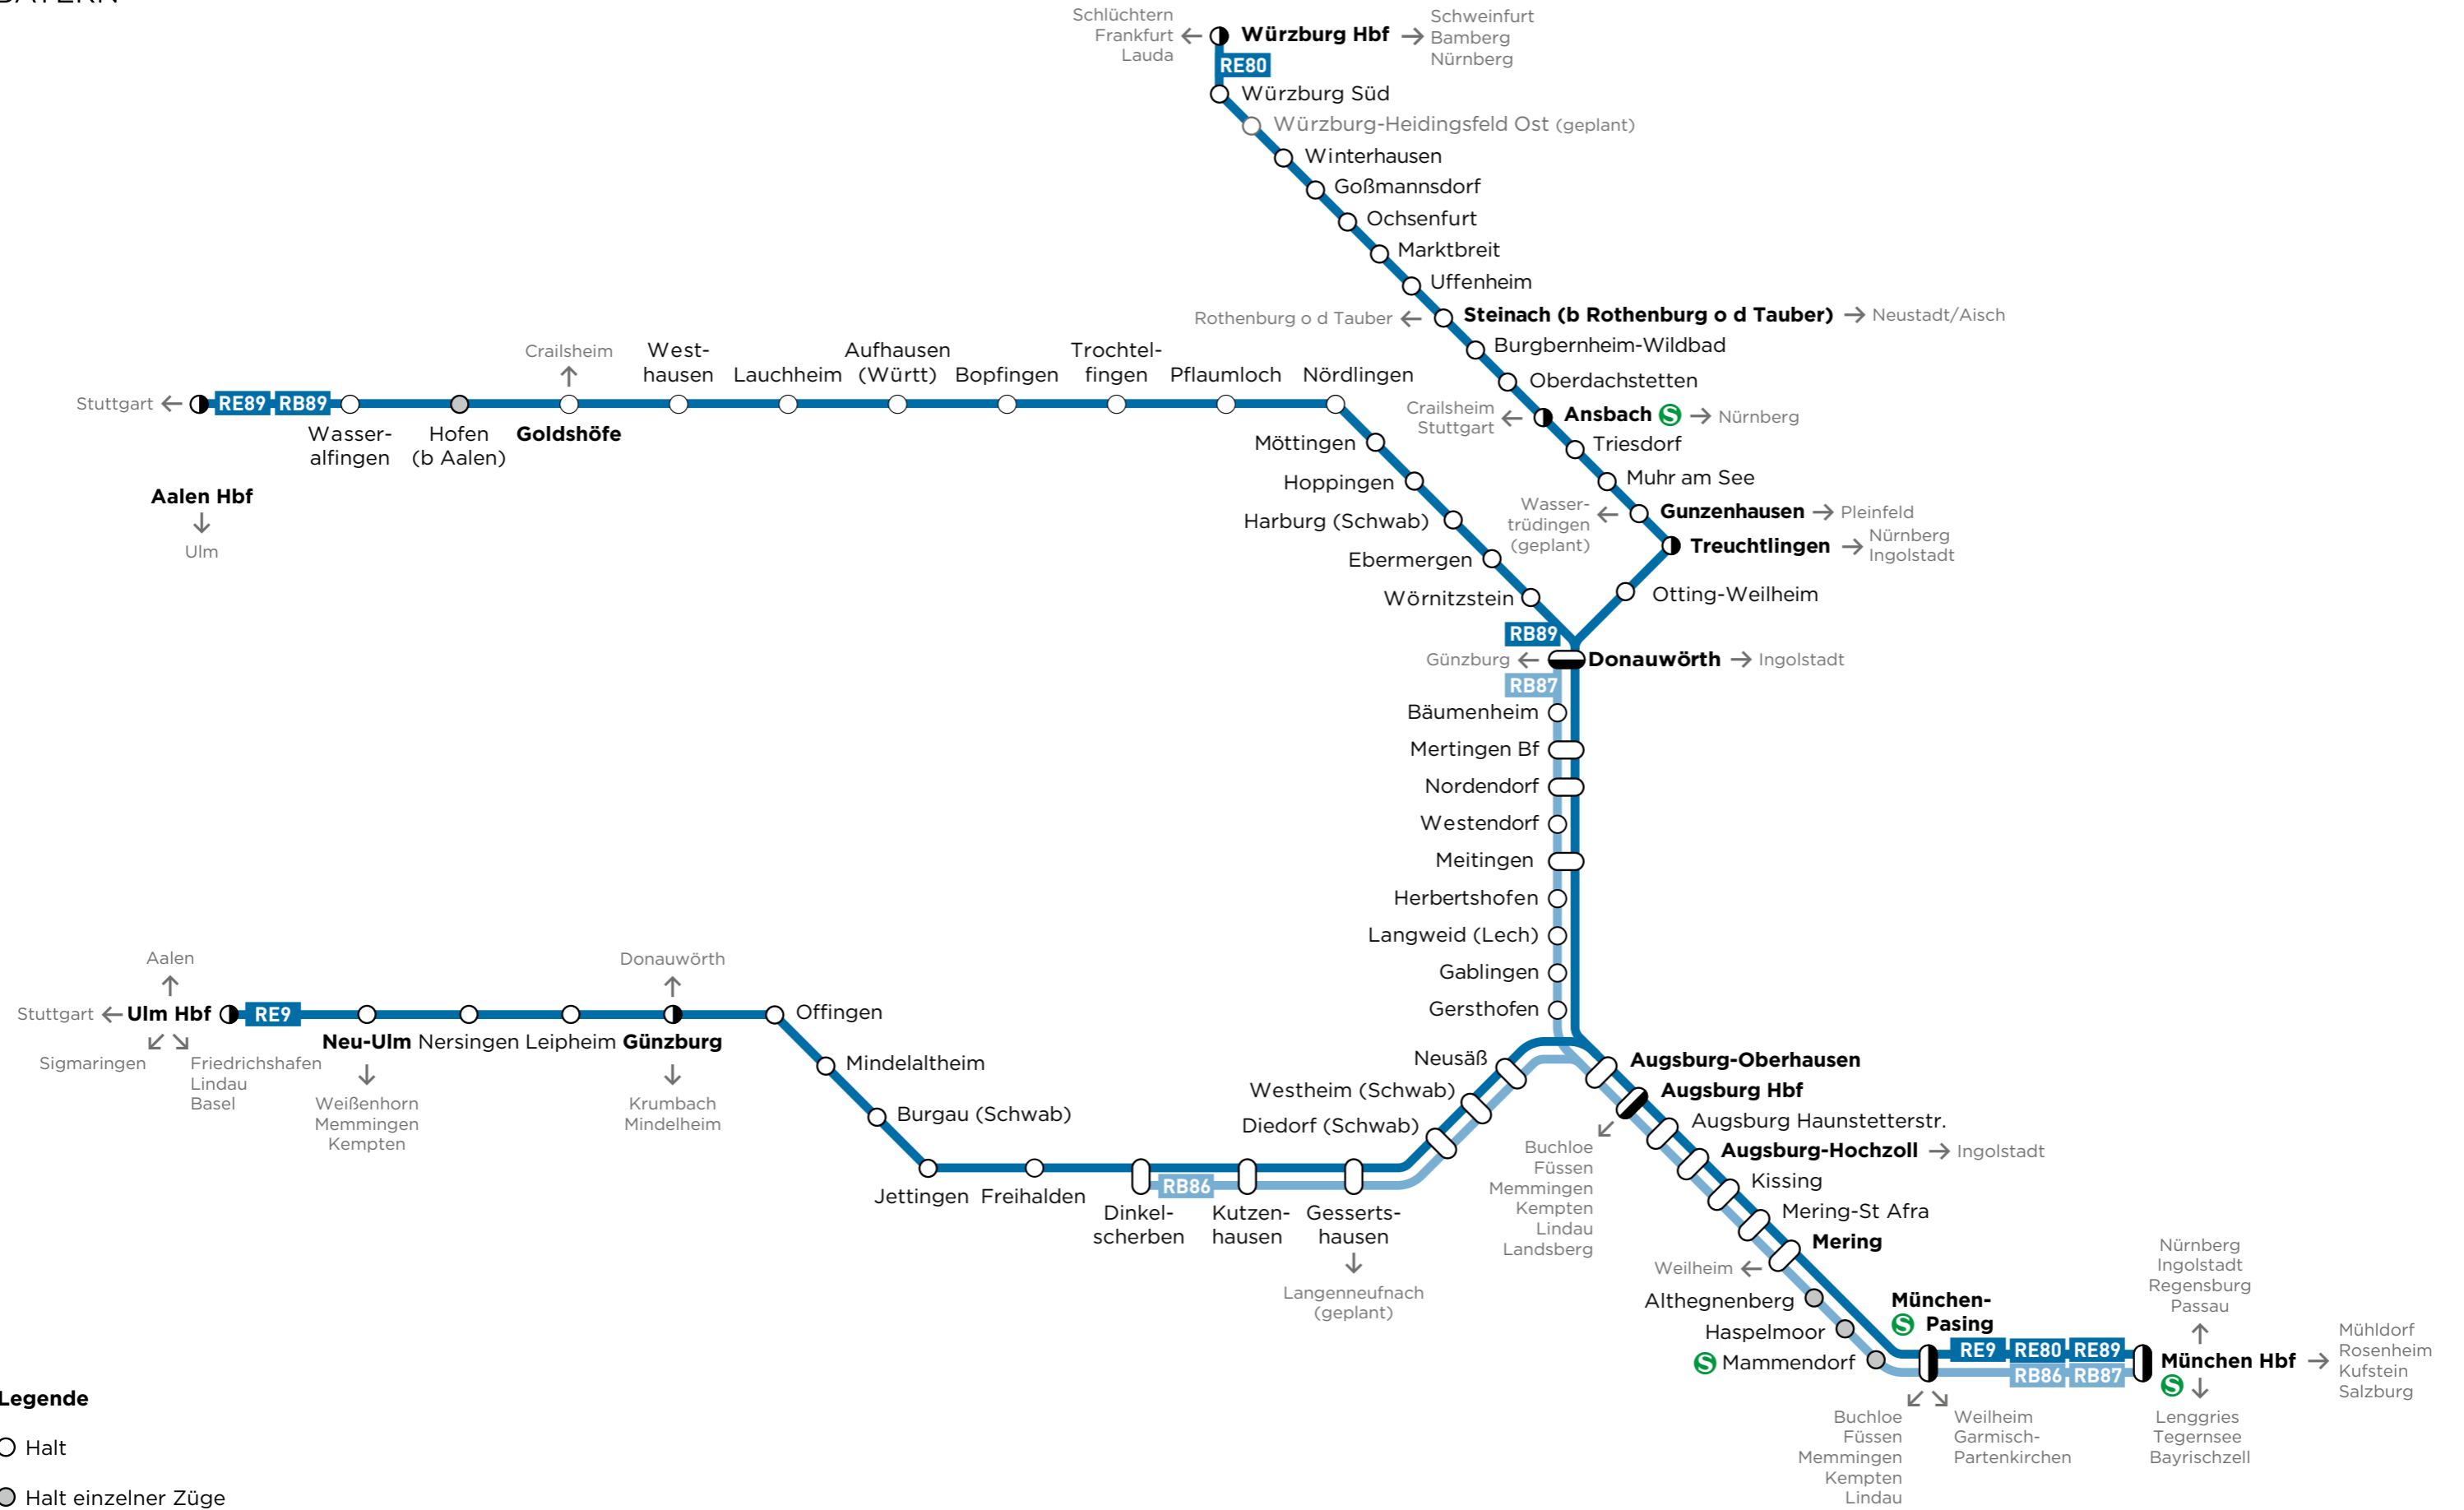 Schlüchtern
Frankfurt
Lauda
Würzburg Hbf
Schweinfurt
Bamberg
Nürnberg
RE80
Würzburg Süd
Würzburg-Heidingsfeld Ost (geplant)
Winterhausen
Goßmannsdorf
Ochsenfurt
Marktbreit
Uffenheim
Rothenburg o d Tauber
Steinach (b Rothenburg o d Tauber)
Neustadt/Aisch
Burgbernheim-Wildbad
Oberdachstetten
Crailsheim
Stuttgart
Ansbach
S
Nürnberg
Triesdorf
Muhr am See
Wasser-
trüdingen
(geplant)
Gunzenhausen
Pleinfeld
Treuchtlingen
Nürnberg
Ingolstadt
Otting-Weilheim
Stuttgart
RE89
RB89
Aalen Hbf
Ulm
Wasser-
alfingen
Hofen
(b Aalen)
Crailsheim
Goldshöfe
West-
hausen
Lauchheim
Aufhausen
(Württ)
Bopfingen
Trochtel-
fingen
Pflaumloch
Nördlingen
Möttingen
Hoppingen
Harburg (Schwab)
Ebermergen
Wörnitzstein
RB89
Günzburg
Donauwörth
Ingolstadt
RB87
Bäumenheim
Mertingen Bf
Nordendorf
Westendorf
Meitingen
Herbertshofen
Langweid (Lech)
Gablingen
Gersthofen
Aalen
Stuttgart
Ulm Hbf
RE9
Sigmaringen
Friedrichshafen
Lindau
Basel
Neu-Ulm
Weißenhorn
Memmingen
Kempten
Nersingen
Leipheim
Donauwörth
Günzburg
Krumbach
Mindelheim
Offingen
Mindelaltheim
Burgau (Schwab)
Jettingen
Freihalden
Dinkel-
scherben
RB86
Kutzen-
hausen
Gesserts-
hausen
Langenneufnach
(geplant)
Diedorf (Schwab)
Westheim (Schwab)
Neusäß
Augsburg-Oberhausen
Augsburg Hbf
Buchloe
Füssen
Memmingen
Kempten
Lindau
Landsberg
Augsburg Haunstetterstr.
Augsburg-Hochzoll
Ingolstadt
Kissing
Mering-St Afra
Mering
Weilheim
Althegnenberg
Haspelmoor
S
Mammendorf
München-
S
Pasing
RE9
RE80
RE89
RB86
RB87
Buchloe
Füssen
Memmingen
Kempten
Lindau
Weilheim
Garmisch-
Partenkirchen
Nürnberg
Ingolstadt
Regensburg
Passau
München Hbf
S
Mühldorf
Rosenheim
Kufstein
Salzburg
Lenggries
Tegernsee
Bayrischzell
Legende
Halt
Halt einzelner Züge